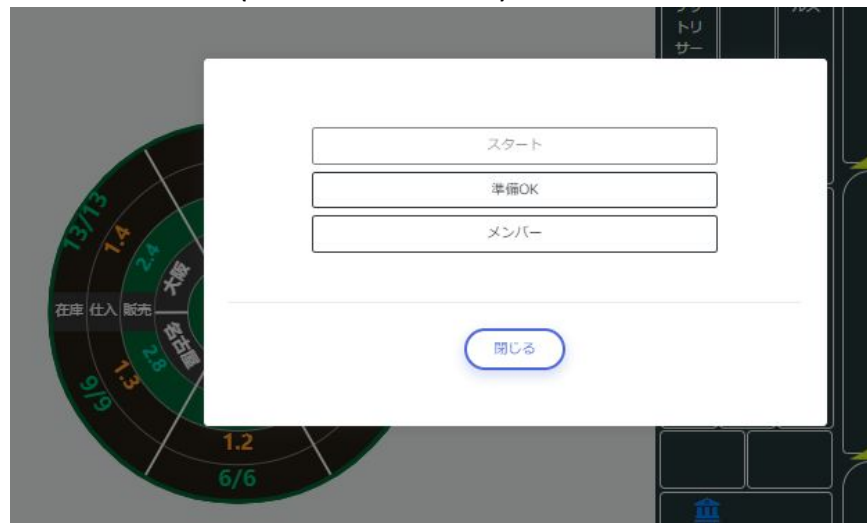 トリ
サー
スタート
準備OK
メンバー
閉じる
13/13
1.4
2.4
大阪
在庫 仕入 販売
名古屋
2.8
1.3
9/9
1.2
6/6